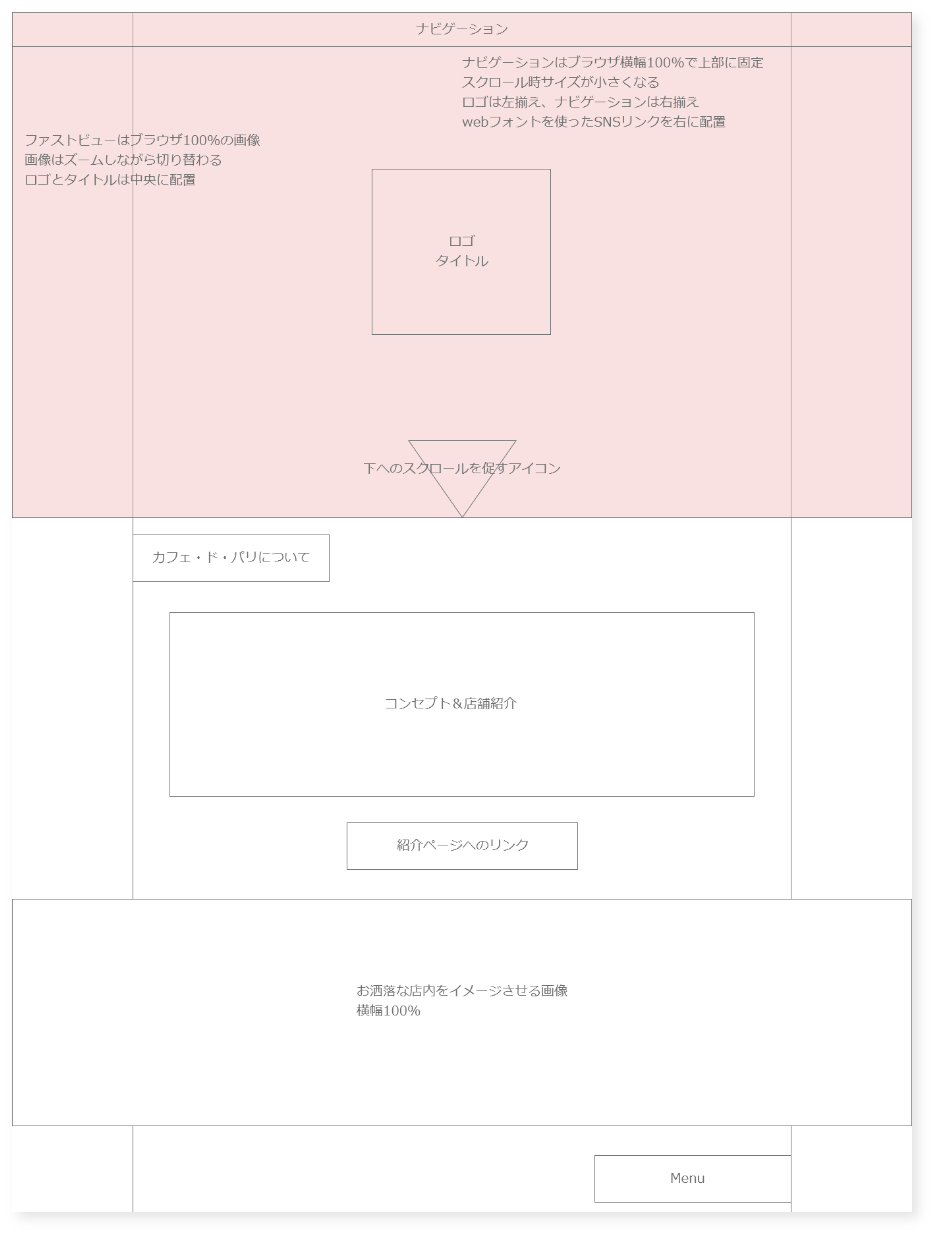 ナビゲーション
ナビゲーションはブラウザ横幅100%で上部に固定
スクロール時サイズが小さくなる
ロゴは左揃え、ナビゲーションは右揃え
webフォントを使ったSNSリンクを右に配置
ファストビューはブラウザ100%の画像
画像はズームしながら切り替わる
ロゴとタイトルは中央に配置
ロゴ
タイトル
下へのスクロールを促すアイコン
カフェ・ド・パリについて
コンセプト＆店舗紹介
紹介ページへのリンク
お洒落な店内をイメージさせる画像
横幅100%
Menu